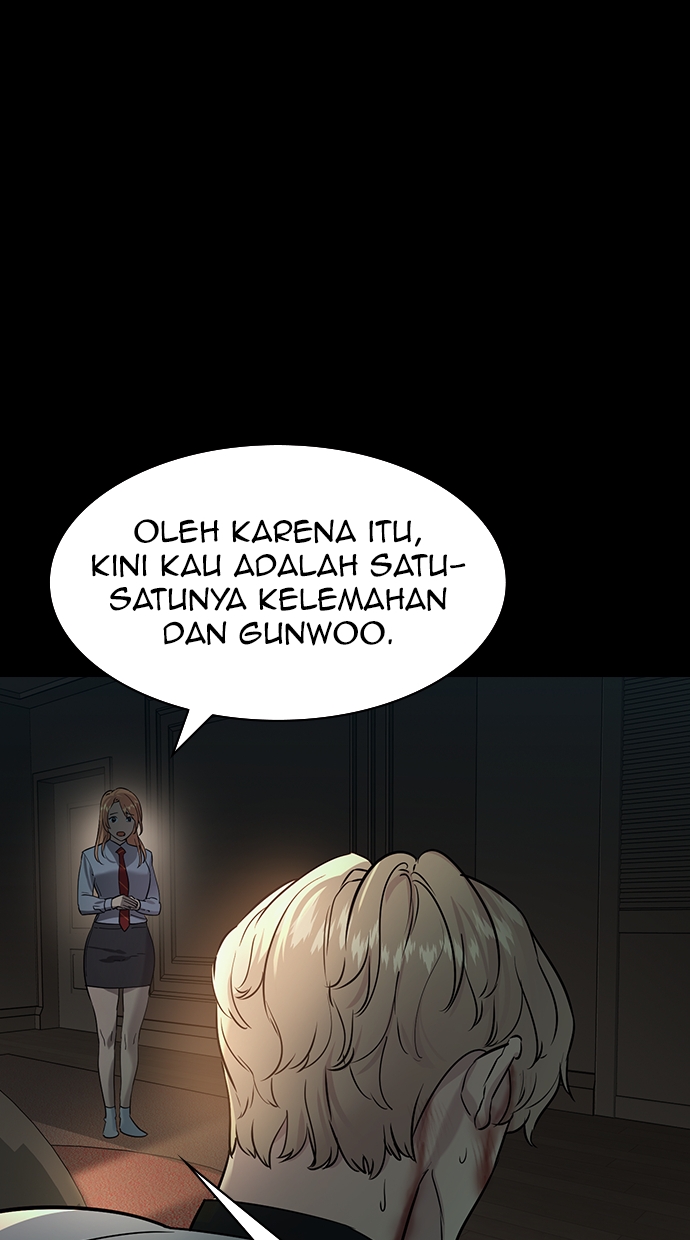 OLEH KARENA ITU,
KINI KAU ADALAH SATU-
SATUNYA KELEMAHAN
DAN GUNWOO.